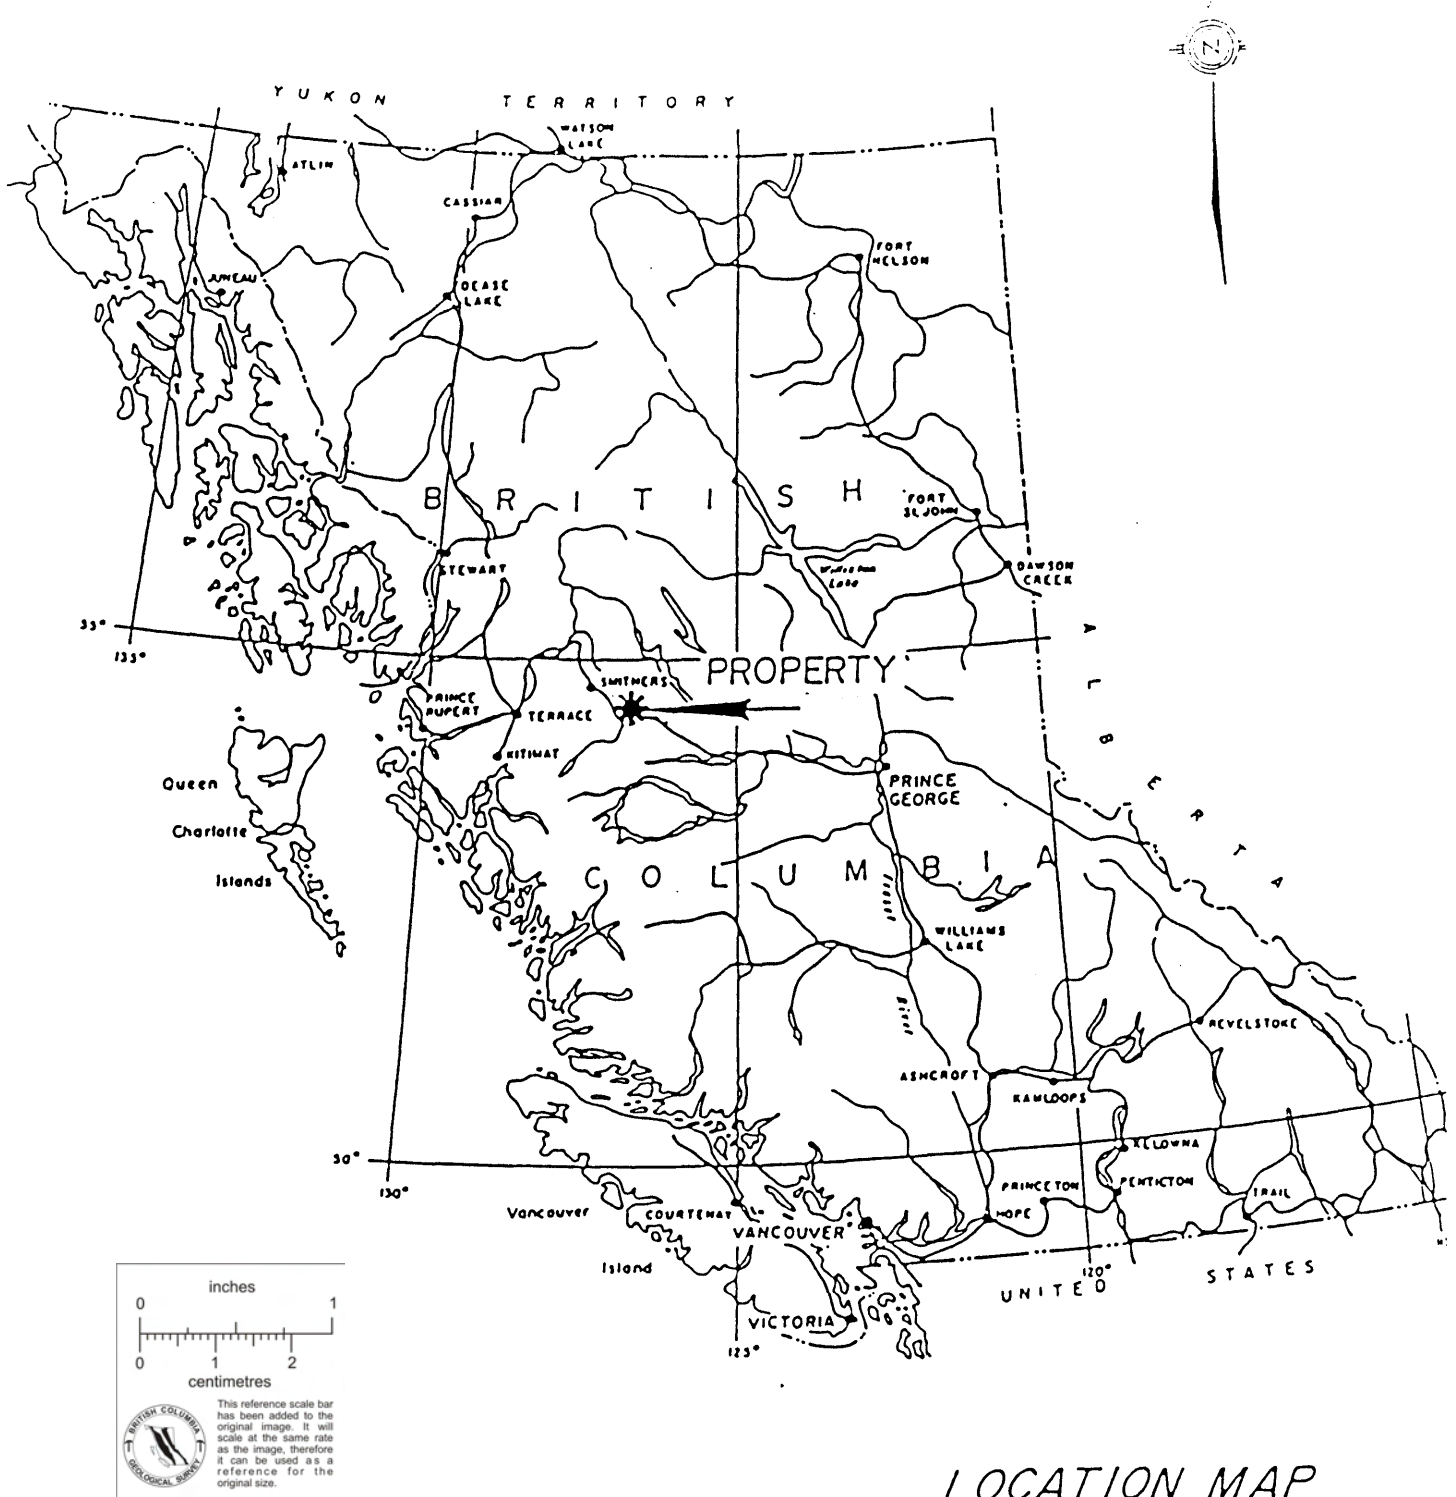 N
YUKON TERRITORY
WATSON
LAKE
ATLIN
CASSIAR
FORT
NELSON
JUNEAU
DEASE
LAKE
BRITISH
FORT
ST. JOHN
STEWART
Williston
Lake
DAWSON
CREEK
55°
135°
ALBERTA
PROPERTY
SMITHERS
PRINCE
RUPERT
TERRACE
KITIMAT
Queen
PRINCE
GEORGE
Charlotte
Islands
COLUMBIA
Fraser
WILLIAMS
LAKE
River
REVELSTOKE
ASHCROFT
KAMLOOPS
KELOWNA
50°
130°
PRINCETON
PENTICTON
TRAIL
Vancouver
COURTENAY
HOPE
VANCOUVER
Island
120°
UNITED STATES
VICTORIA
125°
inches
0 1
0 1 2
centimetres
BRITISH COLUMBIA
GEOLOGICAL SURVEY
This reference scale bar
has been added to the
original image. It will
scale at the same rate
as the image, therefore
it can be used as a
reference for the
original size.
LOCATION MAP